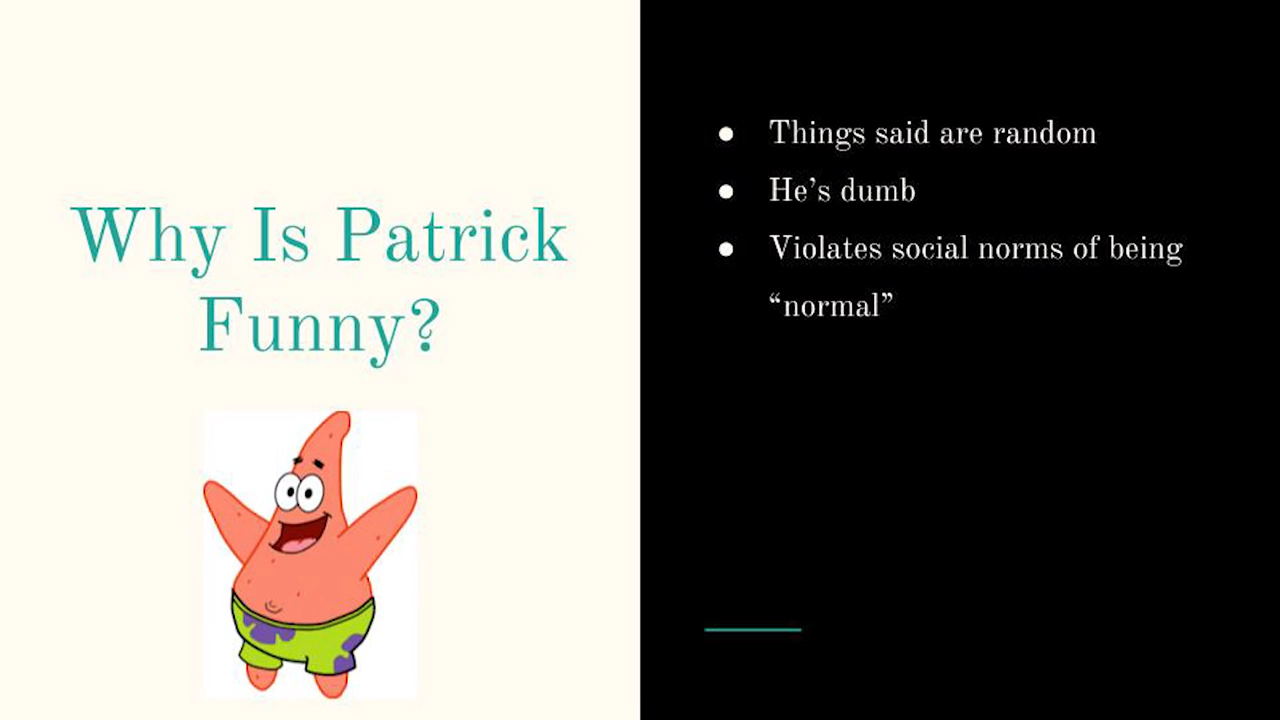 Why Is Patrick
Funny?
● Things said are random
● He’s dumb
● Violates social norms of being
“normal”